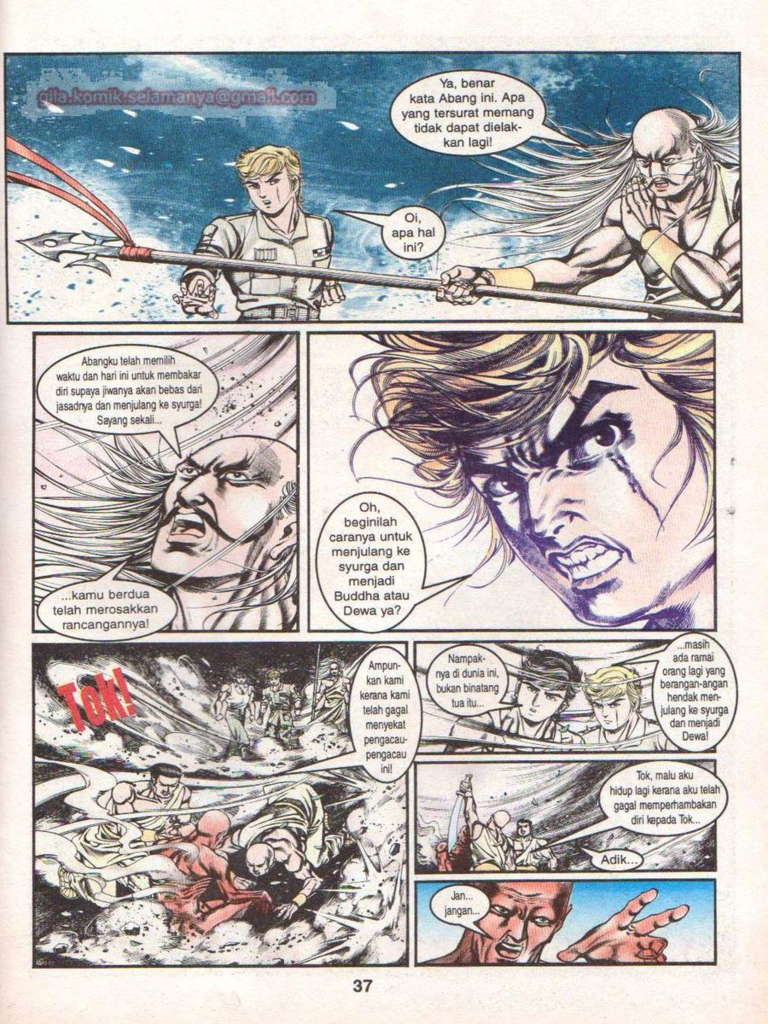 gila.komik-selamanya@gmail.com
Ya, benar
kata Abang ini. Apa
yang tersurat memang
tidak dapat dielak-
kan lagi!
Oi,
apa hal
ini?
Abangku telah memilih
waktu dan hari ini untuk membakar
diri supaya jiwanya akan bebas dari
jasadnya dan menjulang ke syurga!
Sayang sekali...
...kamu berdua
telah merosakkan
rancangannya!
Oh,
beginilah
caranya untuk
menjulang ke
syurga dan
menjadi
Buddha atau
Dewa ya?
Tok!
Ampun-
kan kami
kerana kami
telah gagal
menyekat
pengacau-
pengacau
ini!
Nampak-
nya di dunia ini,
bukan binatang
tua itu...
...masih
ada ramai
orang lagi yang
berangan-angan
hendak men-
julang ke syurga
dan menjadi
Dewa!
Tok, malu aku
hidup lagi kerana aku telah
gagal memperhambakan
diri kepada Tok...
Adik...
Jan...
jangan...
37